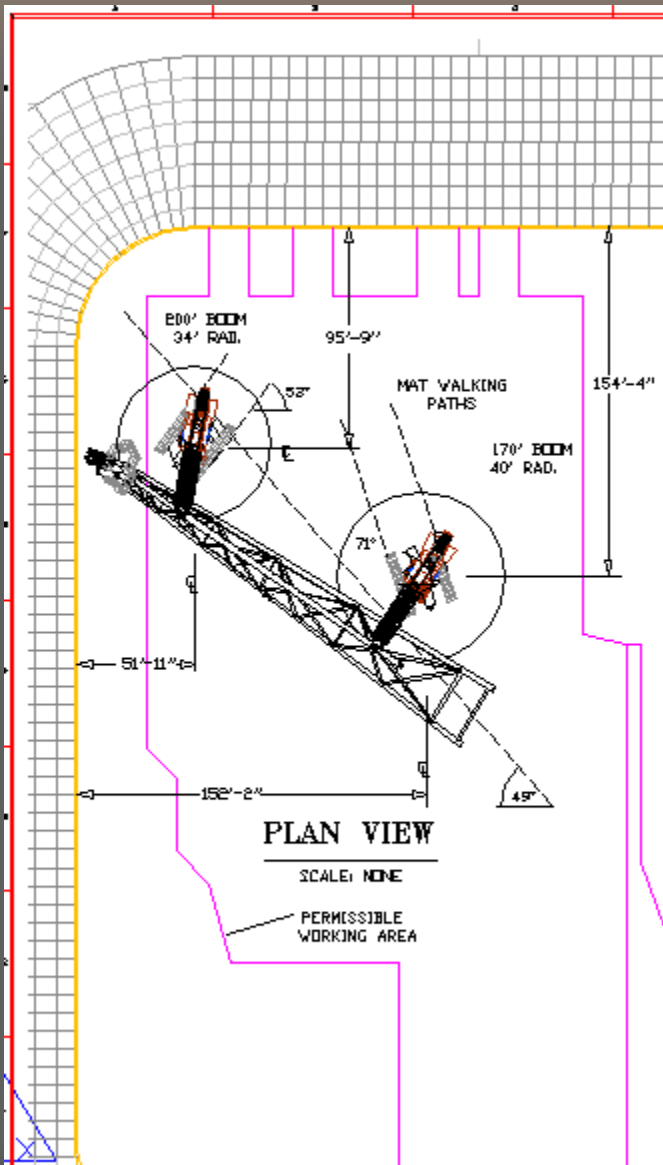 200' BOOM
34' RAD.
95'-9"
52°
MAT WALKING
PATHS
154'-4"
170' BOOM
40' RAD.
71°
51'-11"
152'-2"
49°
PLAN VIEW
SCALE: NONE
PERMISSIBLE
WORKING AREA